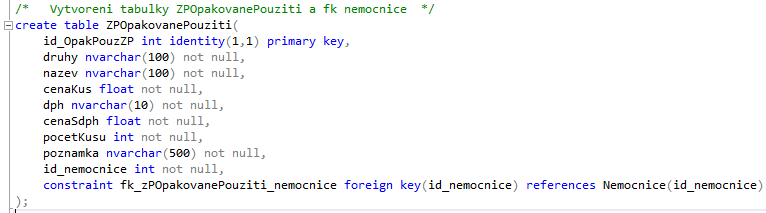 /*   Vytvoreni tabulky ZPOpakovanePouziti a fk nemocnice  */
create table ZPOpakovanePouziti(
    id_OpakPouzZP int identity(1,1) primary key,
    druhy nvarchar(100) not null,
    nazev nvarchar(100) not null,
    cenaKus float not null,
    dph nvarchar(10) not null,
    cenaSdph float not null,
    pocetKusu int not null,
    poznamka nvarchar(500) not null,
    id_nemocnice int not null,
    constraint fk_zPOpakovanePouziti_nemocnice foreign key(id_nemocnice) references Nemocnice(id_nemocnice)
);